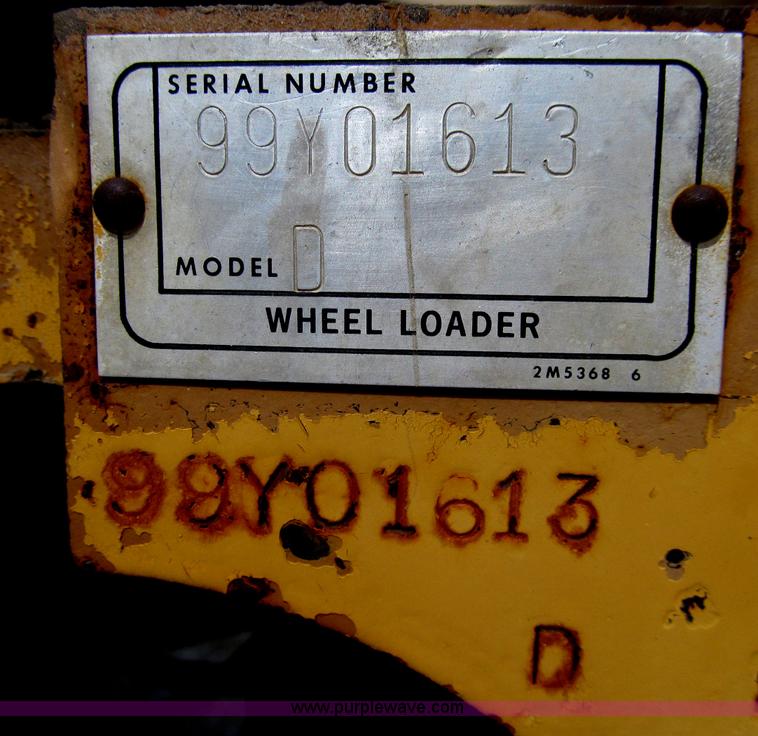 SERIAL NUMBER
99Y01613
MODEL D
WHEEL LOADER
2M5368 6
99Y01613
D
www.purplewave.com